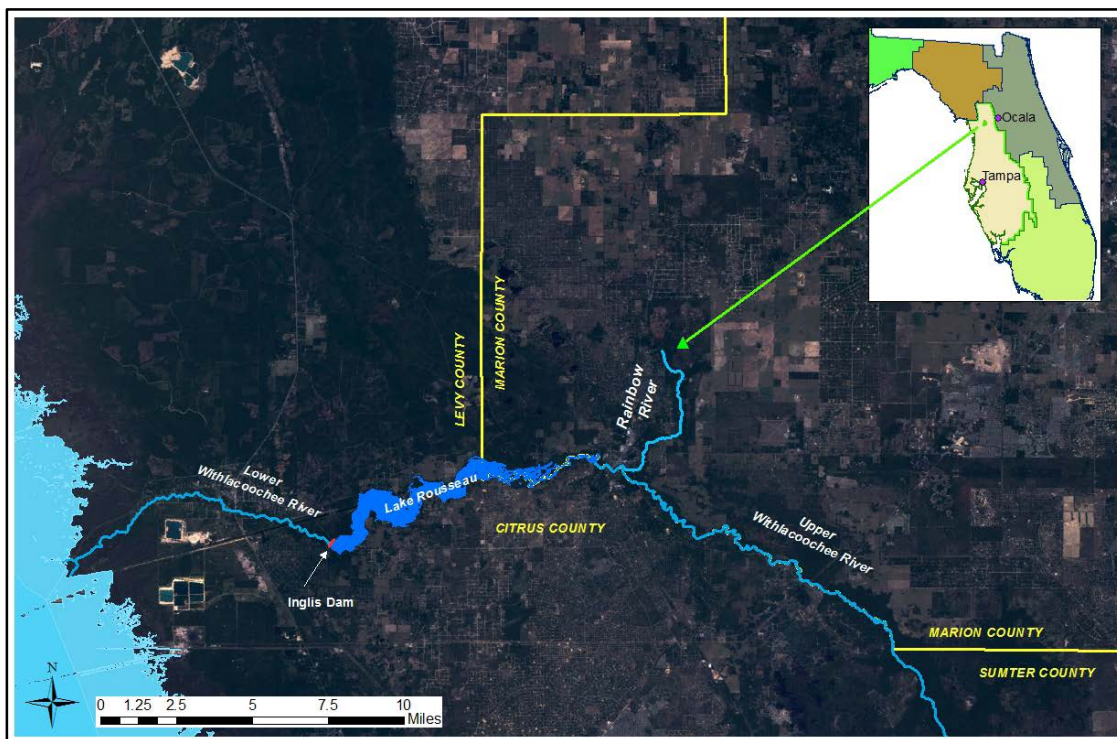 Ocala
Tampa
LEVY COUNTY
MARION COUNTY
Rainbow
River
Lower
Withlacoochee River
Lake Rousseau
CITRUS COUNTY
Upper
Withlacoochee River
Inglis Dam
MARION COUNTY
SUMTER COUNTY
N
0 1.25 2.5 5 7.5 10
Miles